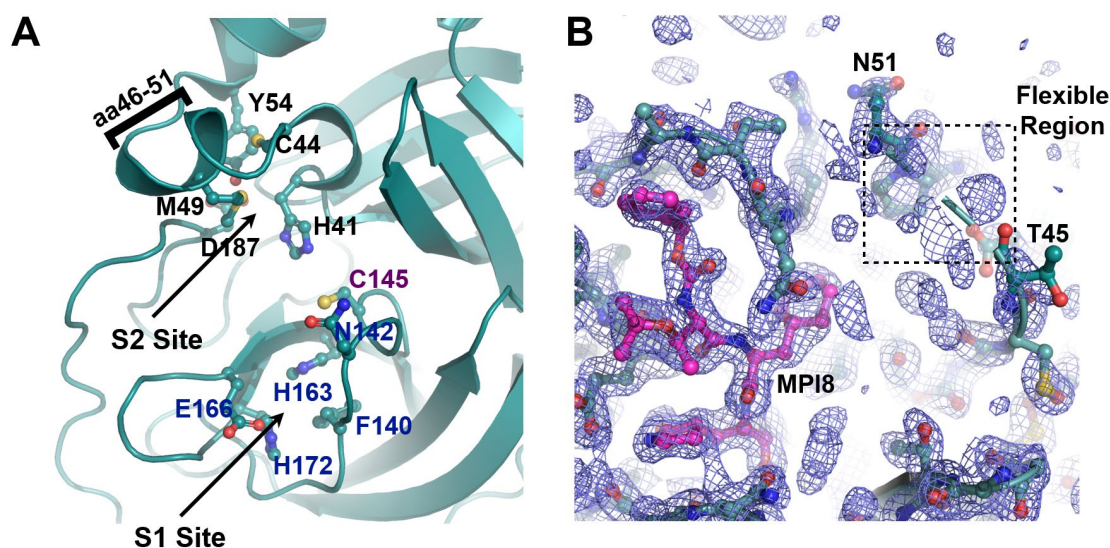 A
aa46-51
Y54
C44
M49
D187
H41
C145
S2 Site
N142
H163
E166
F140
H172
S1 Site
B
N51
Flexible
Region
T45
MPI8